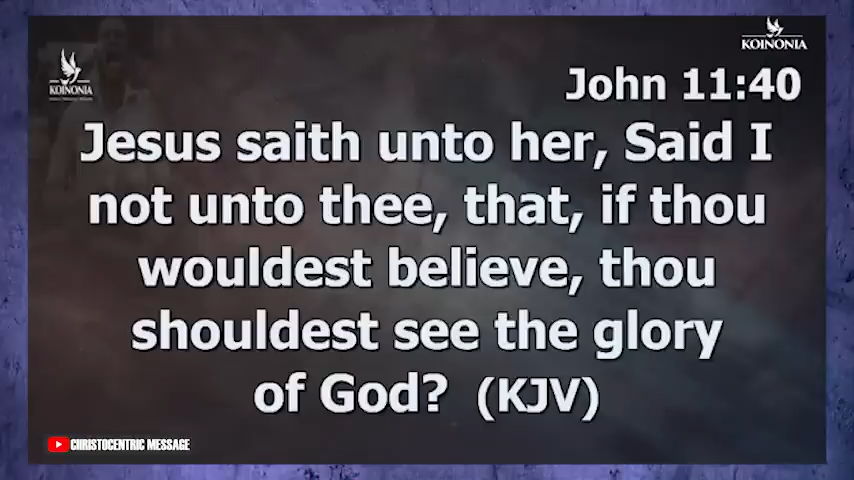 KOINONIA
KOINONIA
John 11:40
Jesus saith unto her, Said I
not unto thee, that, if thou
wouldest believe, thou
shouldest see the glory
of God? (KJV)
CHRISTOCENTRIC MESSAGE